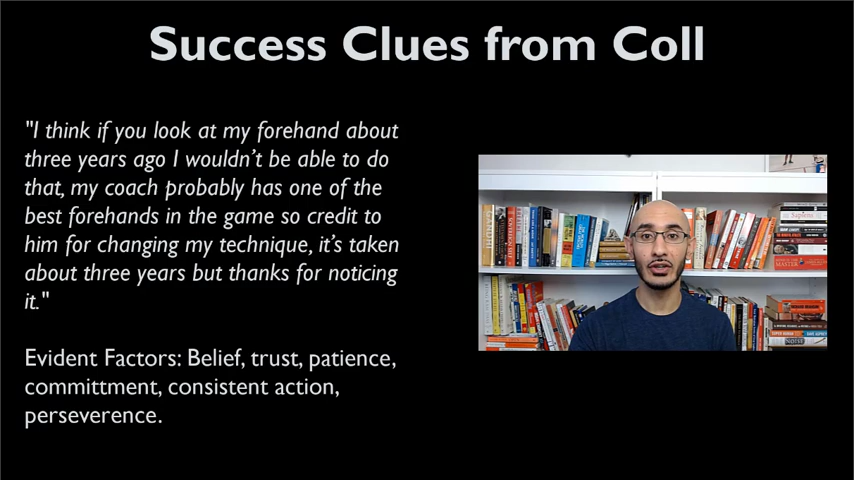 Success Clues from Coll
"I think if you look at my forehand about
three years ago I wouldn't be able to do
that, my coach probably has one of the
best forehands in the game so credit to
him for changing my technique, it's taken
about three years but thanks for noticing
it."
Evident Factors: Belief, trust, patience,
committment, consistent action,
perseverence.